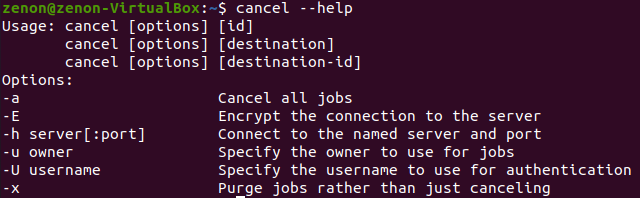 zenon@zenon-VirtualBox:~$ cancel --help
Usage: cancel [options] [id]
       cancel [options] [destination]
       cancel [options] [destination-id]
Options:
-a                      Cancel all jobs
-E                      Encrypt the connection to the server
-h server[:port]        Connect to the named server and port
-u owner                Specify the owner to use for jobs
-U username             Specify the username to use for authentication
-x                      Purge jobs rather than just canceling